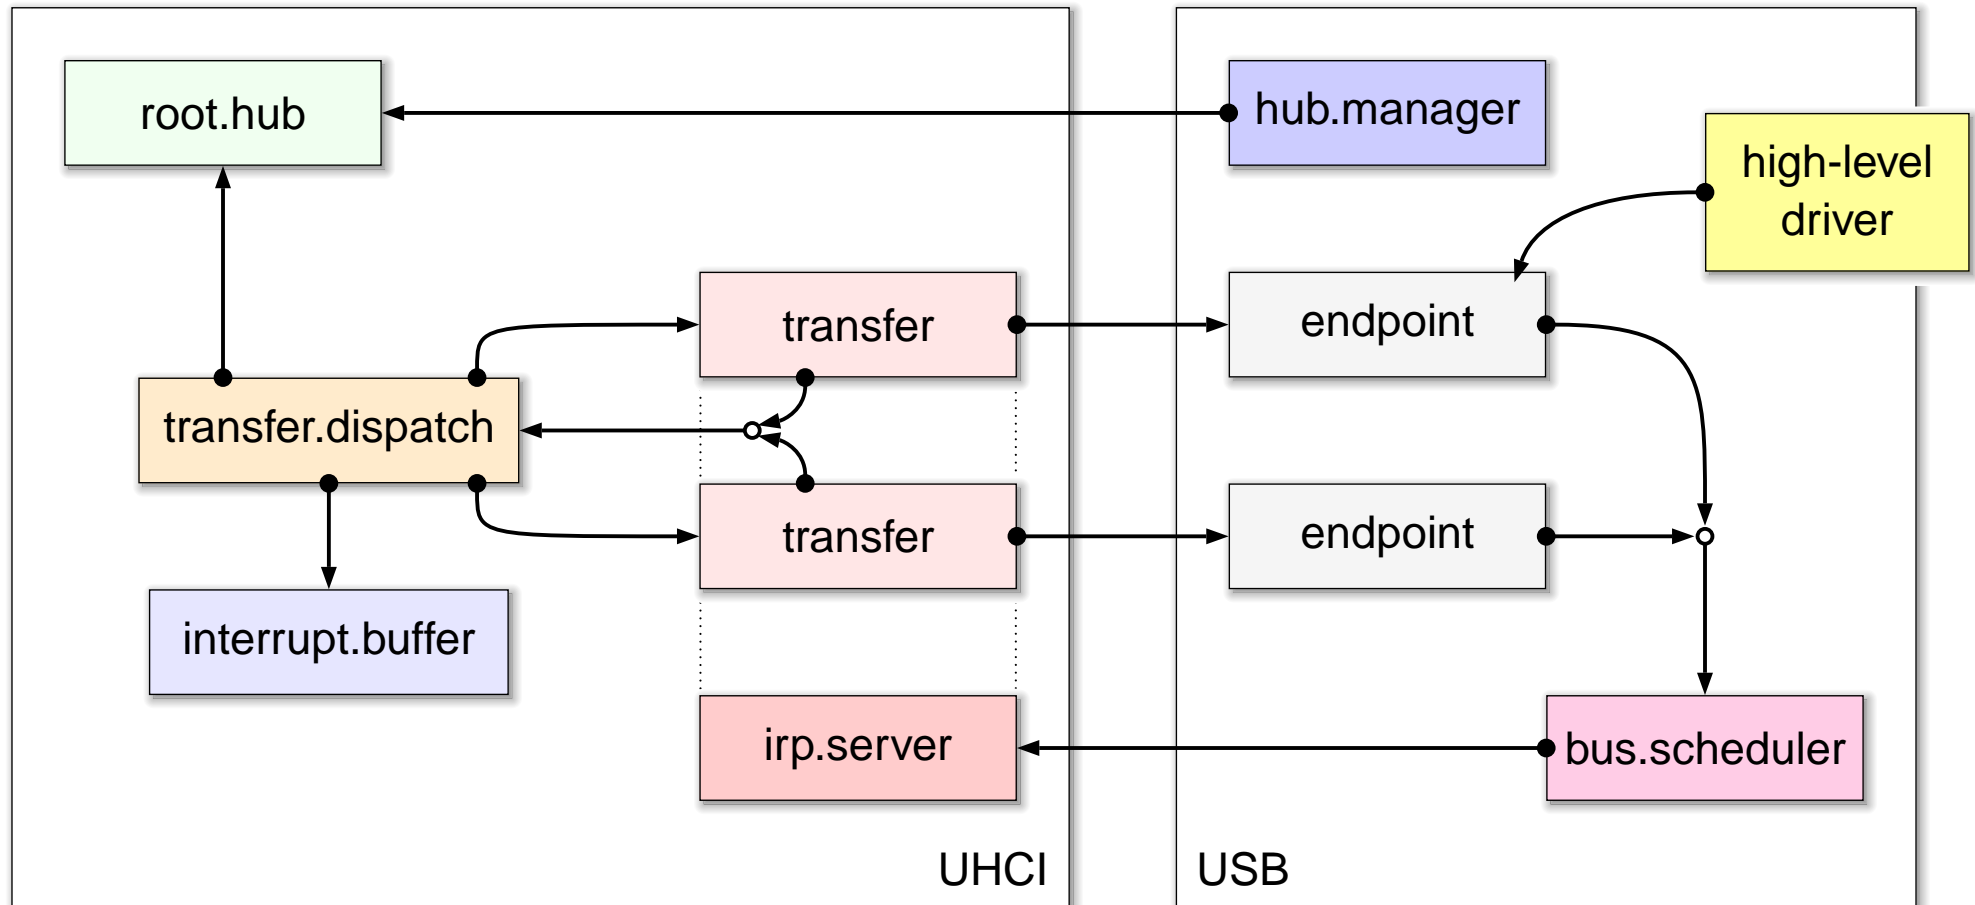 root.hub
hub.manager
high-level
driver
transfer
endpoint
transfer.dispatch
transfer
endpoint
interrupt.buffer
irp.server
bus.scheduler
UHCI
USB